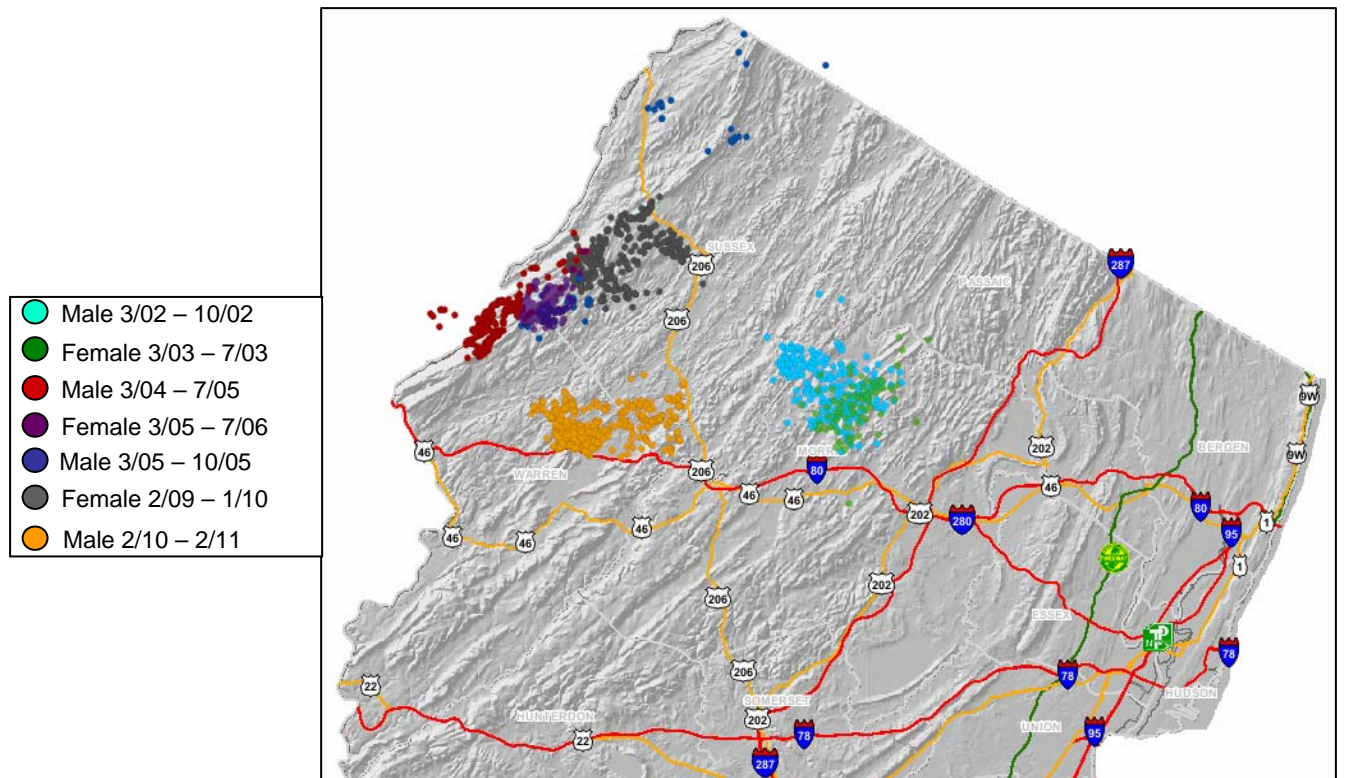 Male 3/02 – 10/02
Female 3/03 – 7/03
Male 3/04 – 7/05
Female 3/05 – 7/06
Male 3/05 – 10/05
Female 2/09 – 1/10
Male 2/10 – 2/11
SUSSEX
206
287
PASSAIC
206
9W
202
BERGEN
46
MORR
9W
WARREN
206
80
46
46
46
80
202
280
1
95
46
46
46
1
202
206
ESSEX
TP
78
206
78
22
HUDSON
SOMERSET
HUNTERDON
202
UNION
22
78
95
287